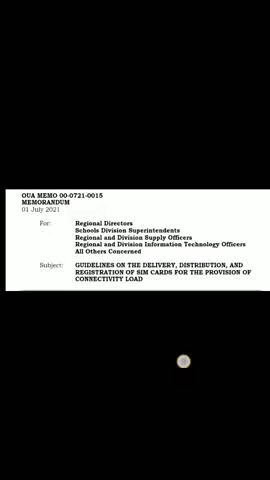 OUA MEMO 00-0721-0015
MEMORANDUM
01 July 2021
For: Regional Directors
Schools Division Superintendents
Regional and Division Supply Officers
Regional and Division Information Technology Officers
All Others Concerned
Subject: GUIDELINES ON THE DELIVERY, DISTRIBUTION, AND
REGISTRATION OF SIM CARDS FOR THE PROVISION OF
CONNECTIVITY LOAD